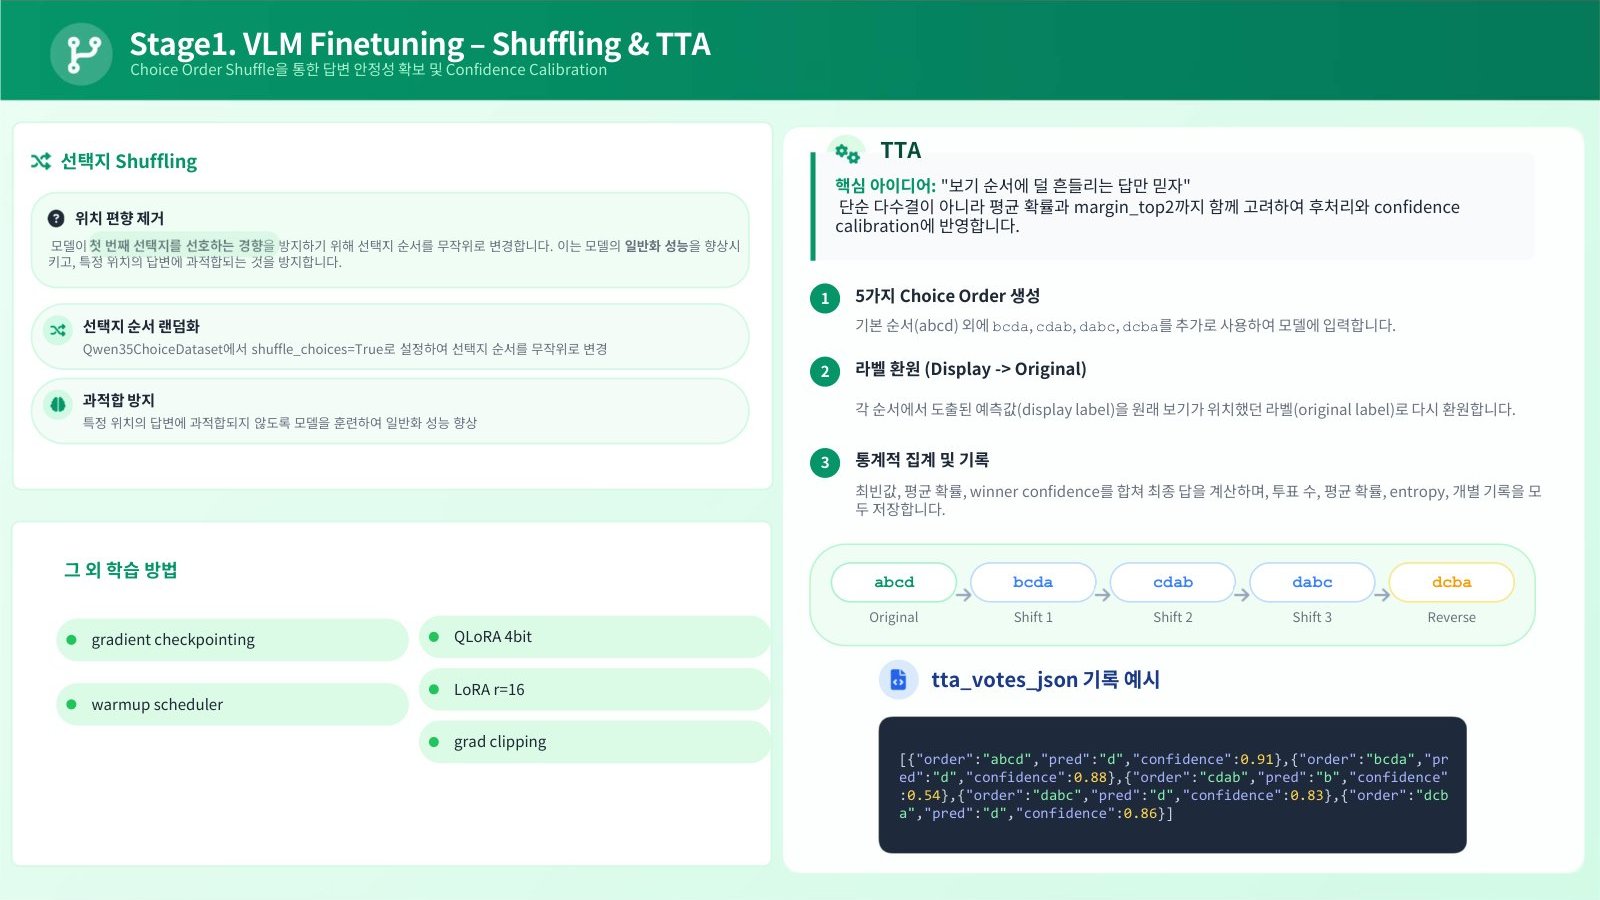 Stage1. VLM Finetuning – Shuffling & TTA
Choice Order Shuffle을 통한 답변 안정성 확보 및 Confidence Calibration
선택지 Shuffling
위치 편향 제거
모델이 첫 번째 선택지를 선호하는 경향을 방지하기 위해 선택지 순서를 무작위로 변경합니다. 이는 모델의 일반화 성능을 향상시
키고, 특정 위치의 답변에 과적합되는 것을 방지합니다.
선택지 순서 랜덤화
Qwen35ChoiceDataset에서 shuffle_choices=True로 설정하여 선택지 순서를 무작위로 변경
과적합 방지
특정 위치의 답변에 과적합되지 않도록 모델을 훈련하여 일반화 성능 향상
그 외 학습 방법
gradient checkpointing
warmup scheduler
QLoRA 4bit
LoRA r=16
grad clipping
TTA
핵심 아이디어: "보기 순서에 덜 흔들리는 답만 믿자"
단순 다수결이 아니라 평균 확률과 margin_top2까지 함께 고려하여 후처리와 confidence
calibration에 반영합니다.
1
5가지 Choice Order 생성
기본 순서(abcd) 외에 bcda, cdab, dabc, dcba를 추가로 사용하여 모델에 입력합니다.
2
라벨 환원 (Display -> Original)
각 순서에서 도출된 예측값(display label)을 원래 보기가 위치했던 라벨(original label)로 다시 환원합니다.
3
통계적 집계 및 기록
최빈값, 평균 확률, winner confidence를 합쳐 최종 답을 계산하며, 투표 수, 평균 확률, entropy, 개별 기록을 모
두 저장합니다.
abcd → bcda → cdab → dabc → dcba
Original Shift 1 Shift 2 Shift 3 Reverse
tta_votes_json 기록 예시
[{"order":"abcd","pred":"d","confidence":0.91},{"order":"bcda","pr
ed":"d","confidence":0.88},{"order":"cdab","pred":"b","confidence"
:0.54},{"order":"dabc","pred":"d","confidence":0.83},{"order":"dcb
a","pred":"d","confidence":0.86}]